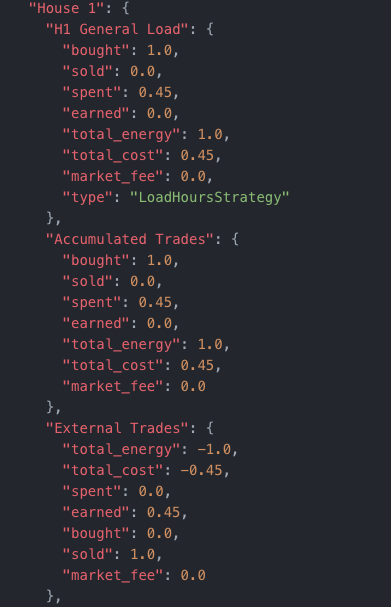 "House 1": {
"H1 General Load": {
"bought": 1.0,
"sold": 0.0,
"spent": 0.45,
"earned": 0.0,
"total_energy": 1.0,
"total_cost": 0.45,
"market_fee": 0.0,
"type": "LoadHoursStrategy"
},
"Accumulated Trades": {
"bought": 1.0,
"sold": 0.0,
"spent": 0.45,
"earned": 0.0,
"total_energy": 1.0,
"total_cost": 0.45,
"market_fee": 0.0
},
"External Trades": {
"total_energy": -1.0,
"total_cost": -0.45,
"spent": 0.0,
"earned": 0.45,
"bought": 0.0,
"sold": 1.0,
"market_fee": 0.0
},